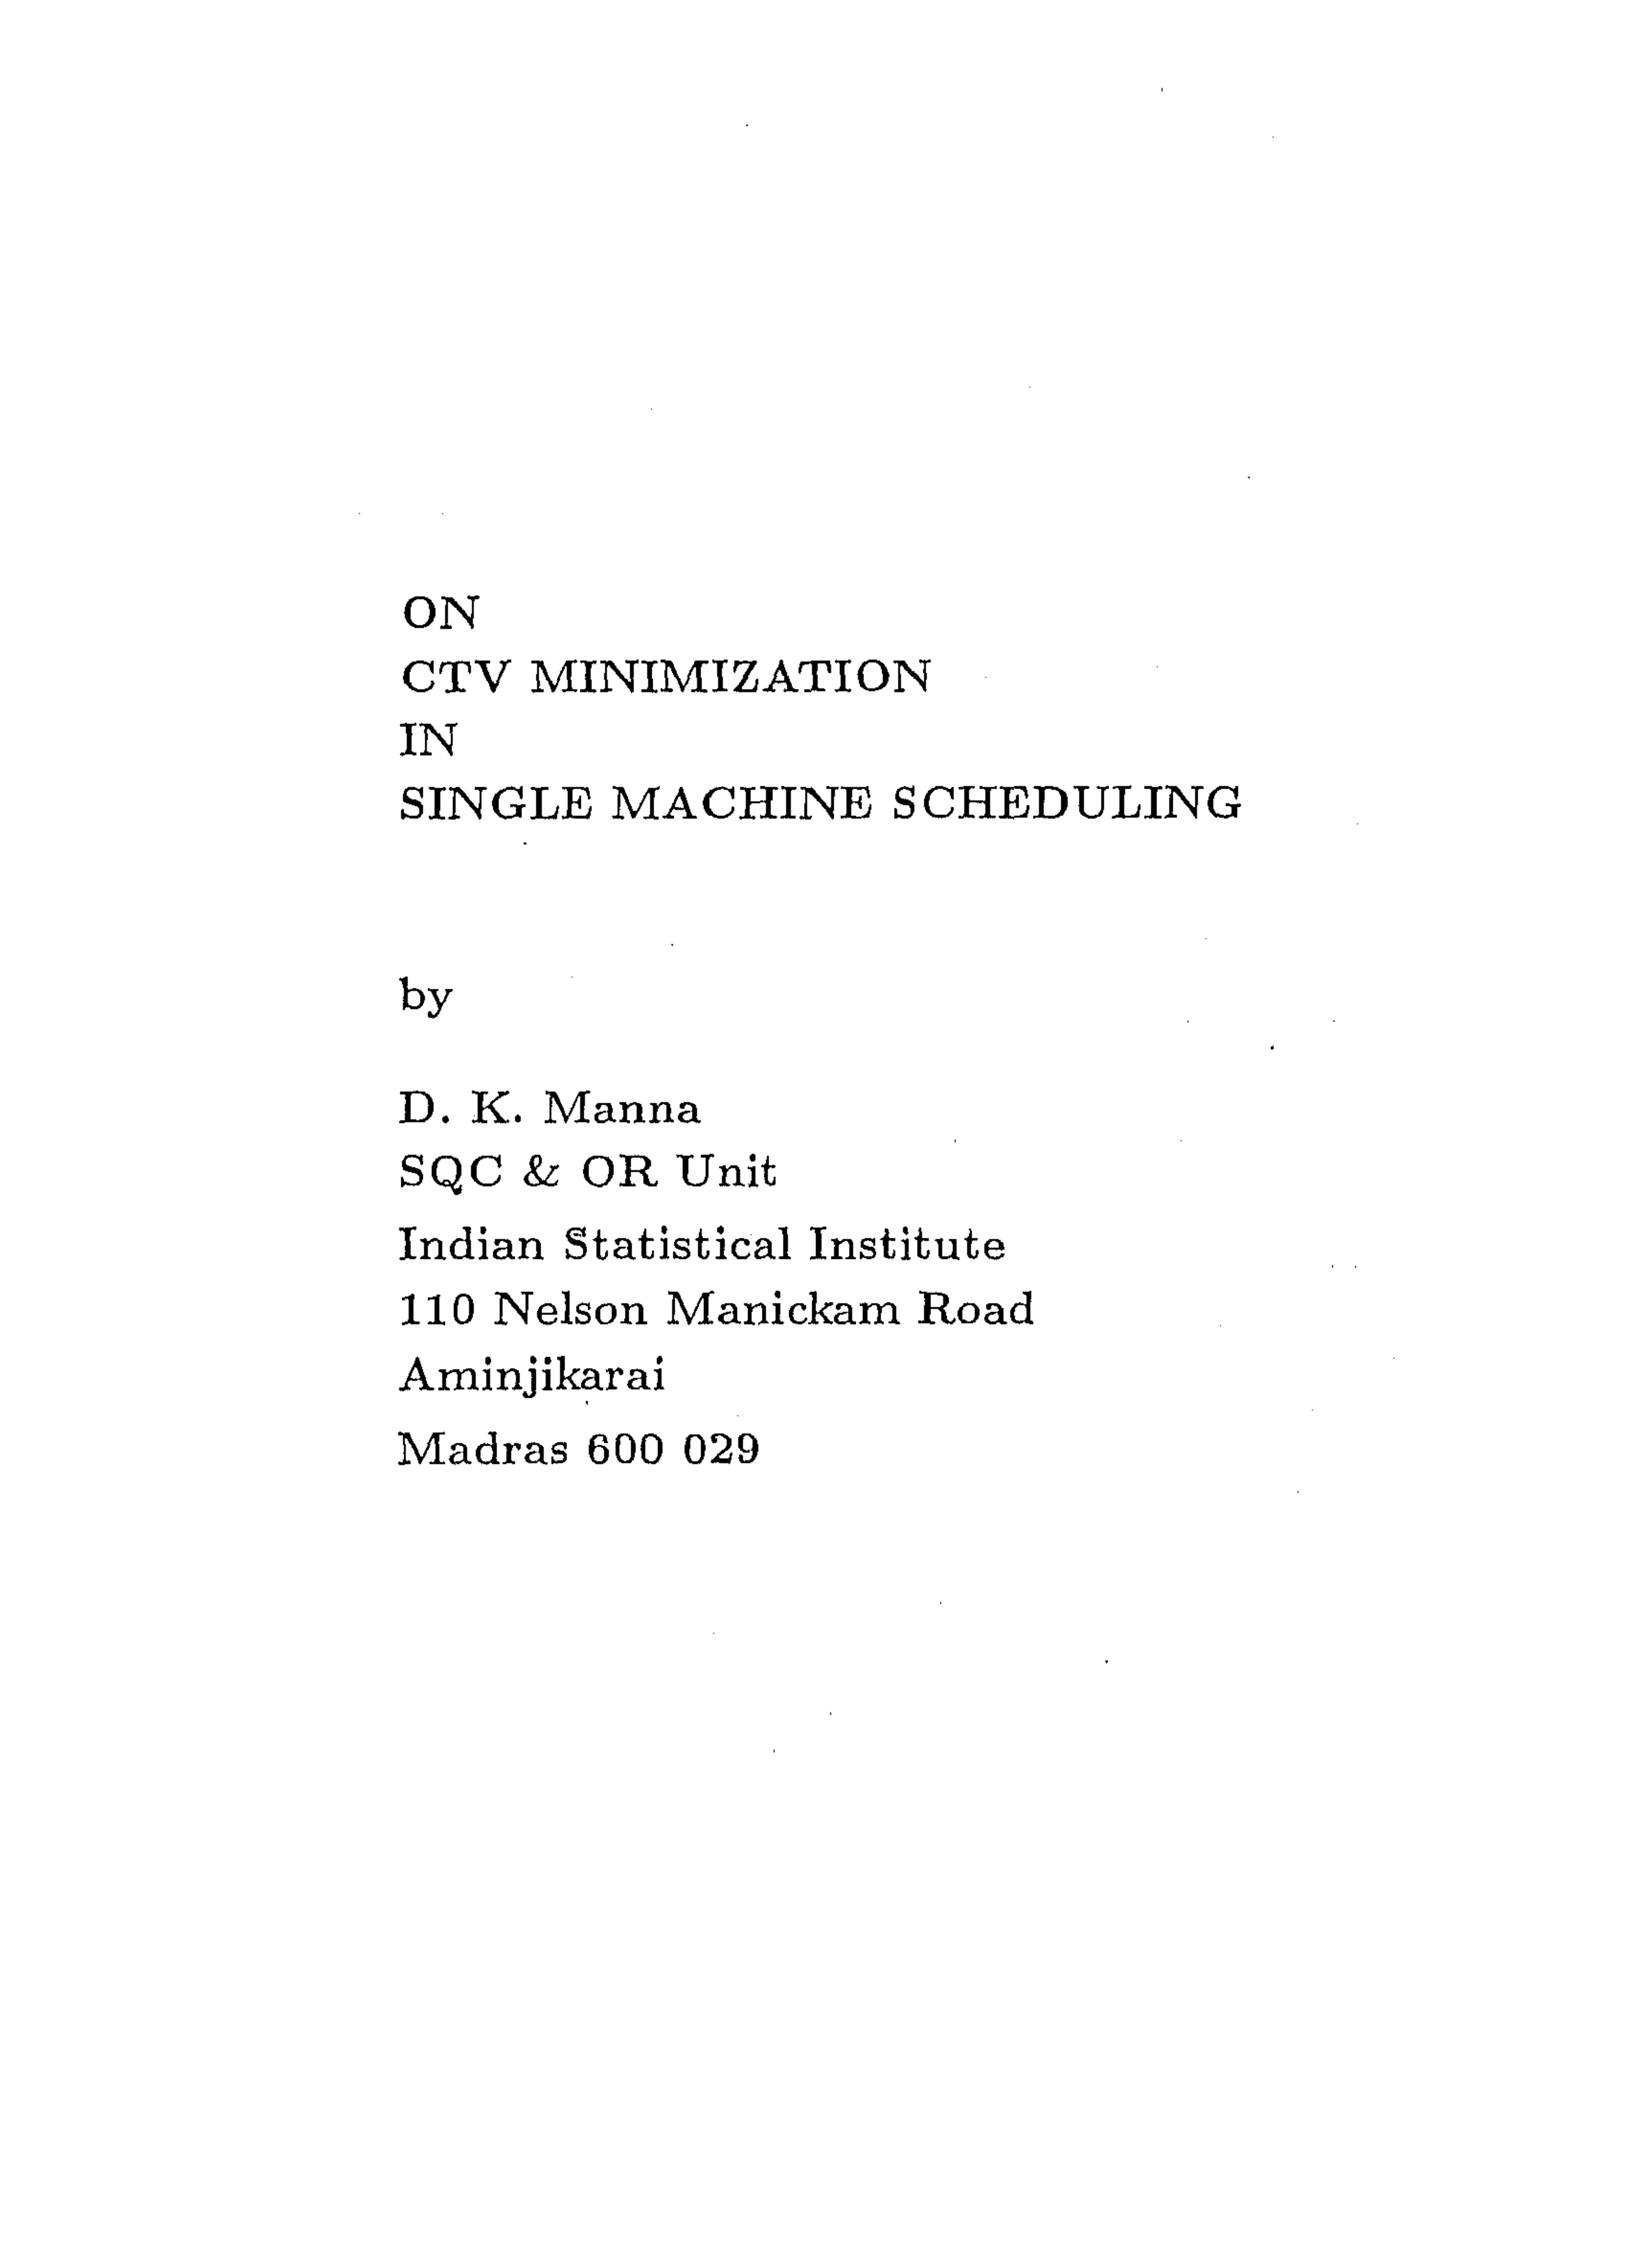 ON
CTV MINIMIZATION
IN
SINGLE MACHINE SCHEDULING
by
D. K. Manna
SQC & OR Unit
Indian Statistical Institute
110 Nelson Manickam Road
Aminjikarai
Madras 600 029